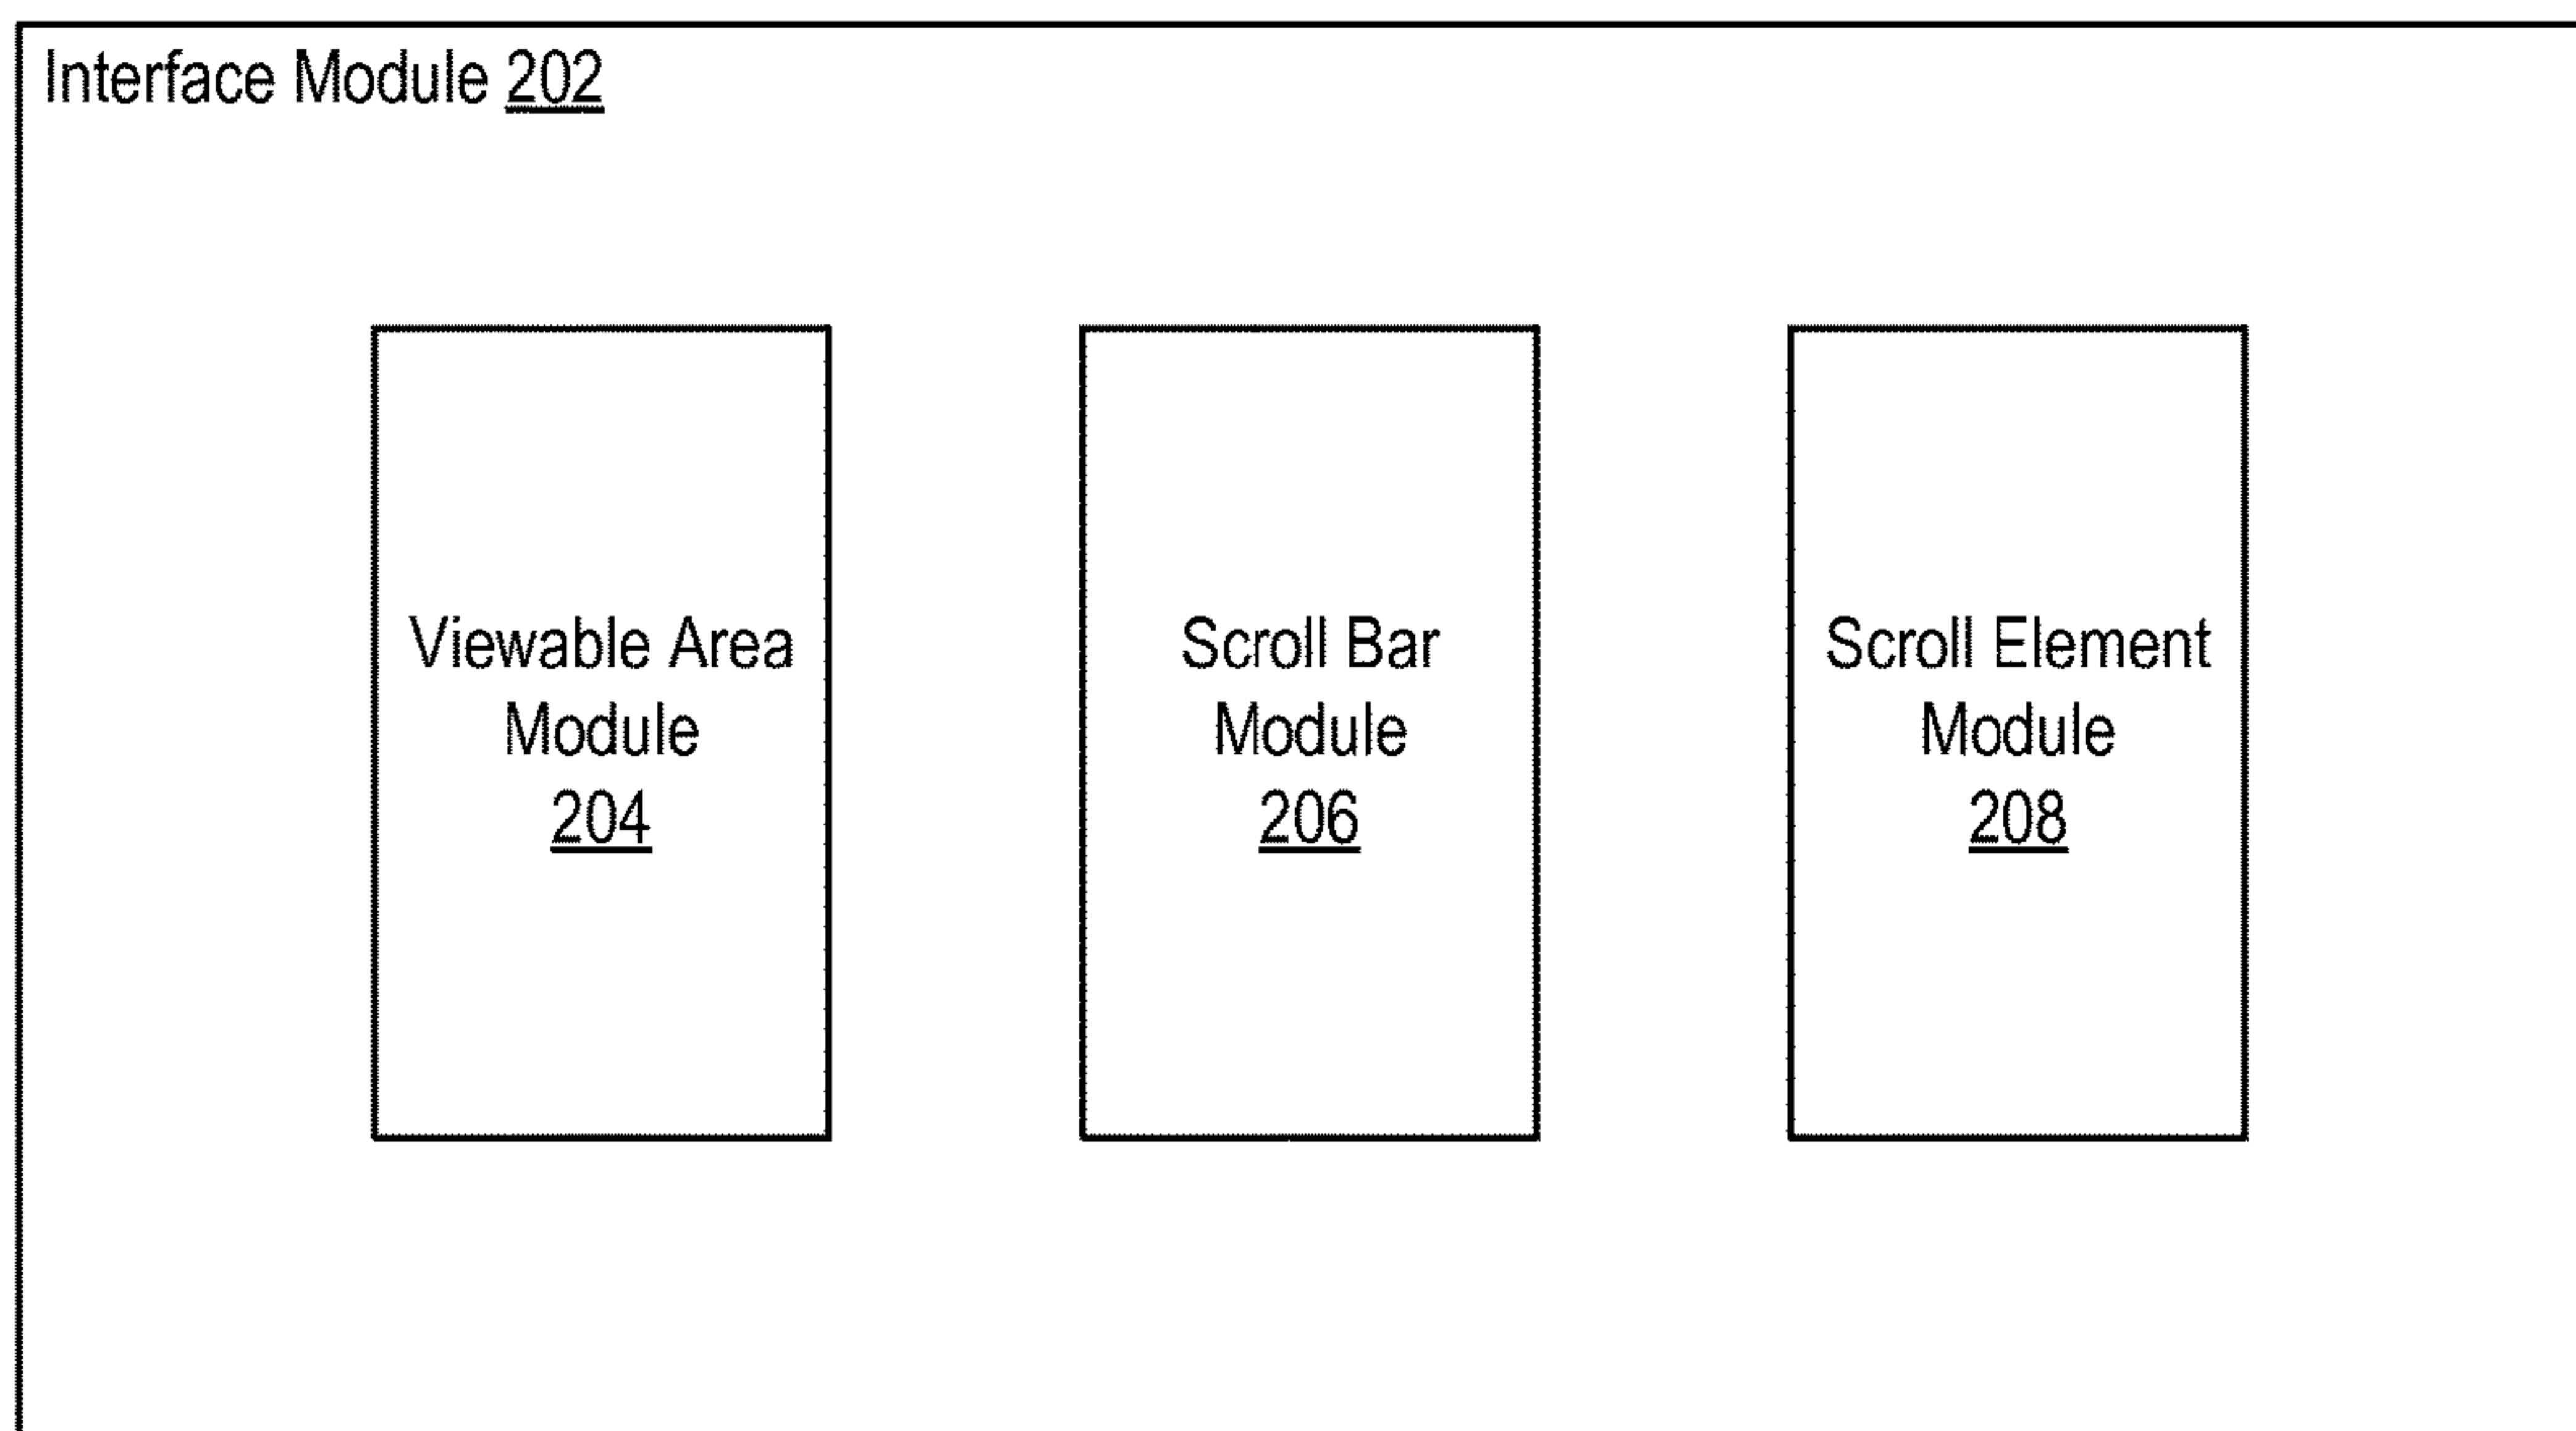 Interface Module 202
Viewable Area
Module
204
Scroll Bar
Module
206
Scroll Element
Module
208